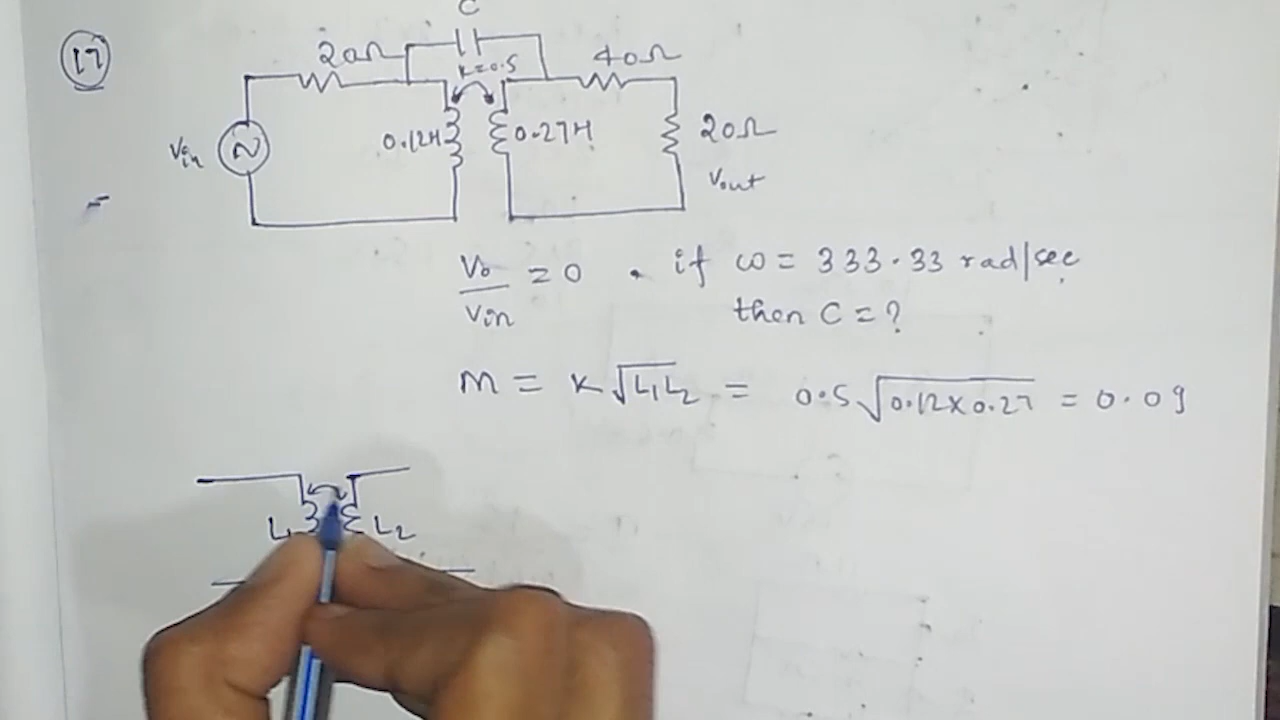 17
C
20Ω
K=0.5
40Ω
Vin
0.12H
0.27H
20Ω
Vout
Vo/Vin = 0 . if ω = 333.33 rad/sec
then C = ?
m = K√L₁L₂ = 0.5√0.12×0.27 = 0.09
L₁
L₂